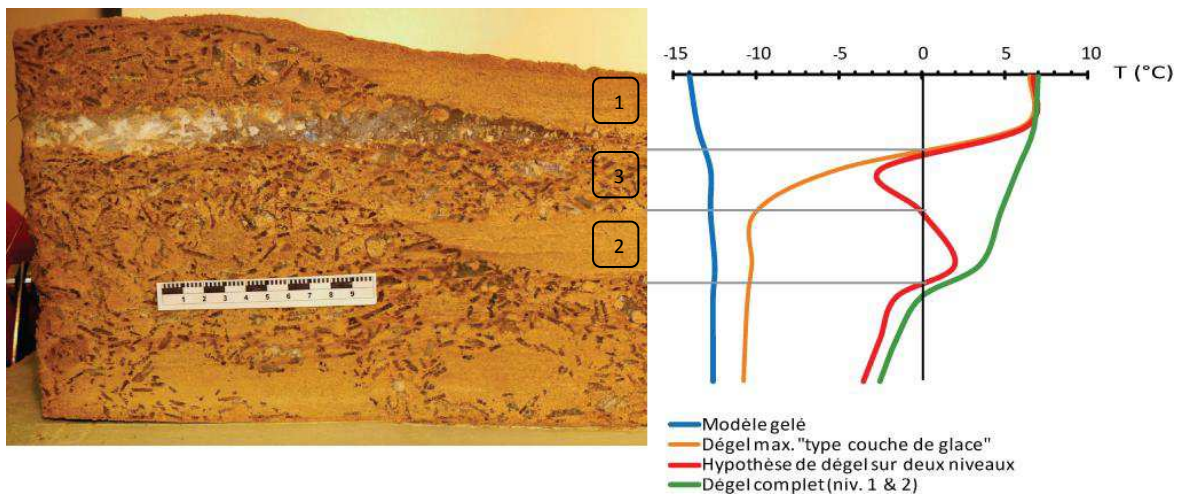 -15 -10 -5 0 5 10
T (°C)
1
3
2
1 2 3 4 5 6 7 8 9
Modèle gelé
Dégel max. "type couche de glace"
Hypothèse de dégel sur deux niveaux
Dégel complet (niv. 1 & 2)